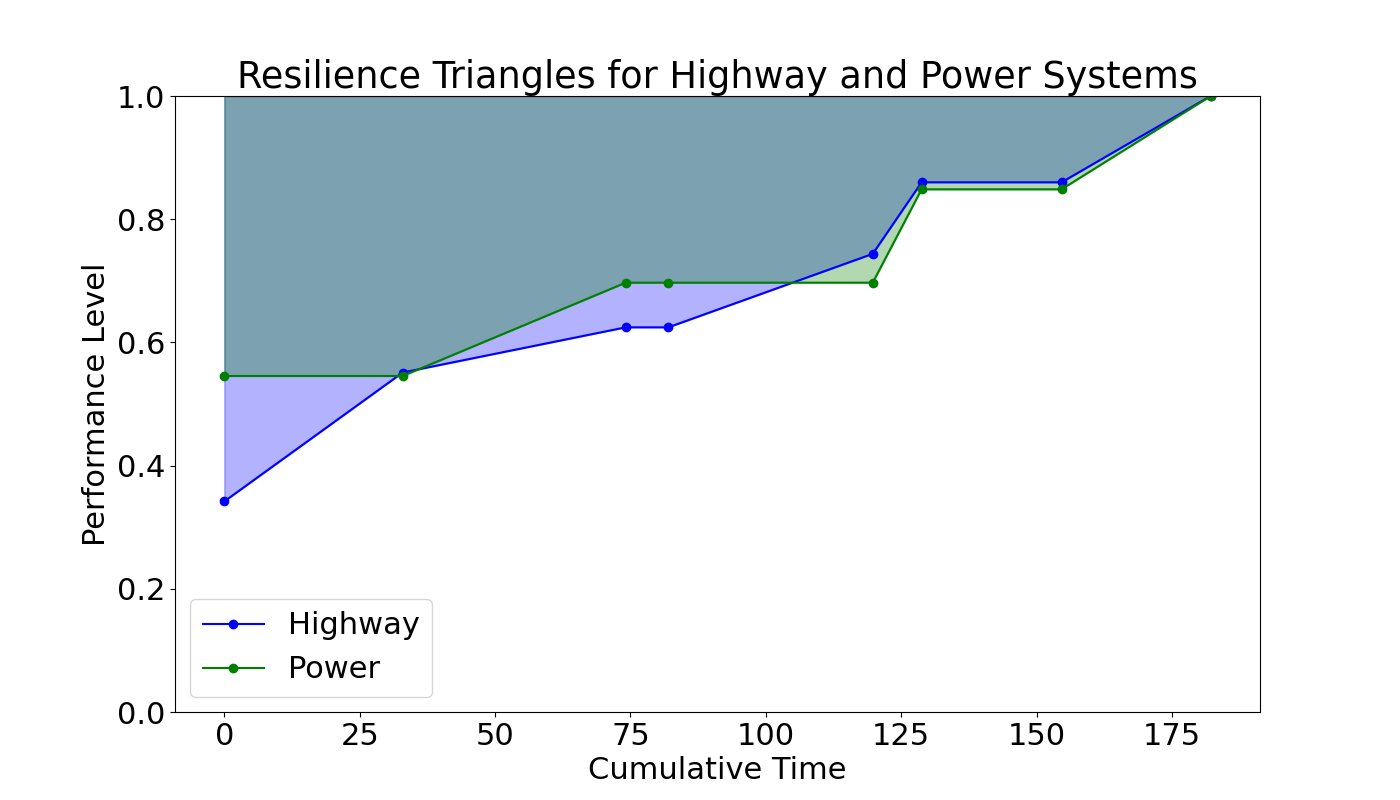 Resilience Triangles for Highway and Power Systems
1.0
0.8
0.6
0.4
0.2
0.0
Performance Level
Highway
Power
0 25 50 75 100 125 150 175
Cumulative Time